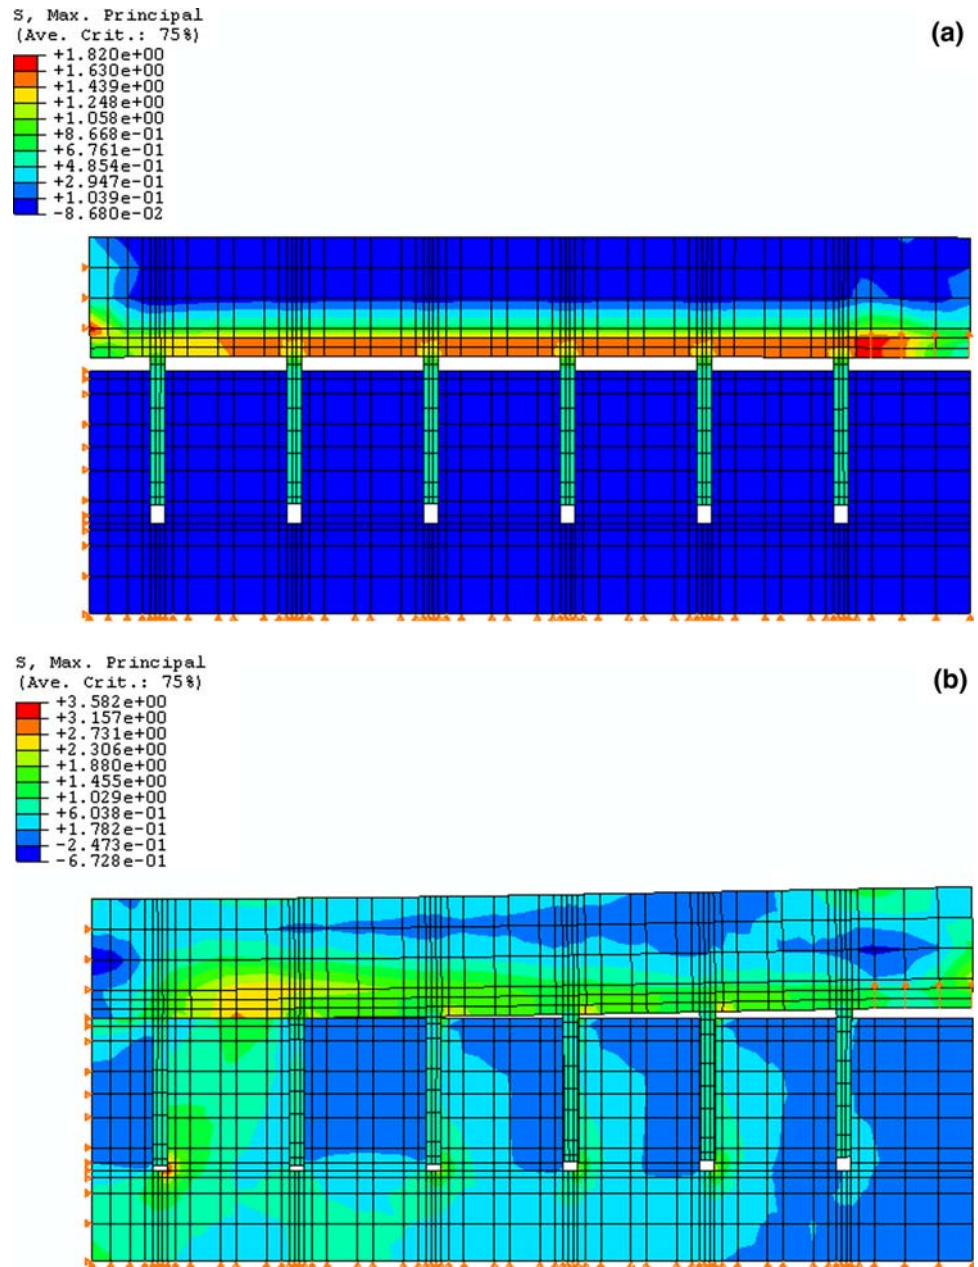 S, Max. Principal
(a)
(Ave. Crit.: 75%)
+1.820e+00
+1.630e+00
+1.439e+00
+1.248e+00
+1.058e+00
+8.668e-01
+6.761e-01
+4.854e-01
+2.947e-01
+1.039e-01
-8.680e-02
S, Max. Principal
(b)
(Ave. Crit.: 75%)
+3.582e+00
+3.157e+00
+2.731e+00
+2.306e+00
+1.880e+00
+1.455e+00
+1.029e+00
+6.038e-01
+1.782e-01
-2.473e-01
-6.728e-01